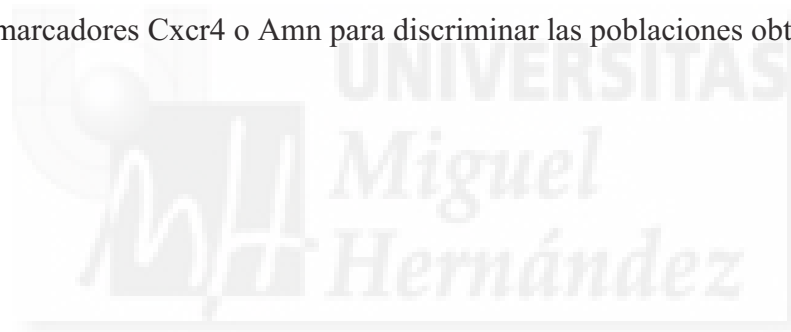 marcadores Cxcr4 o Amn para discriminar las poblaciones obt
UNIVERSITAS
Miguel
Hernández